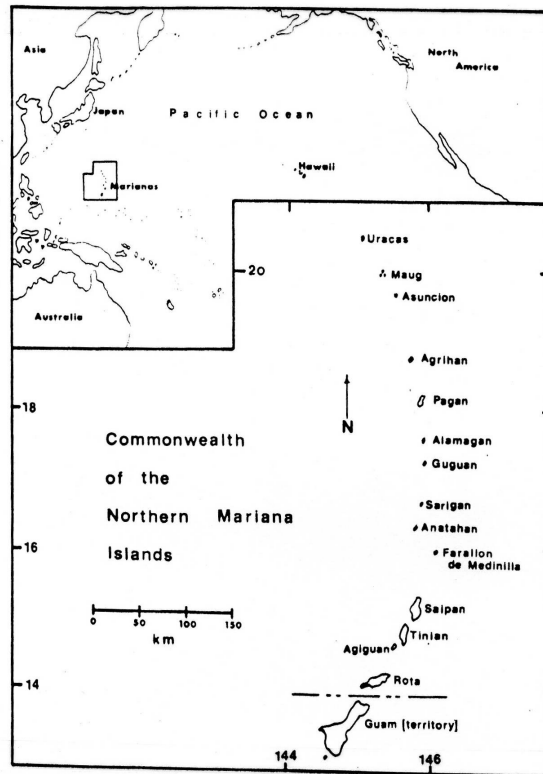 Asia
North
America
Japan
Pacific Ocean
Hawaii
Marianas
Australia
Uracas
20
Maug
Asuncion
Agrihan
N
18
Pagan
Commonwealth
of the
Northern Mariana
Islands
Alamagan
Guguan
Sarigan
Anatahan
16
Farallon
de Medinilla
0 50 100 150
km
Saipan
Tinian
Agiguan
Rota
14
Guam [territory]
144
146